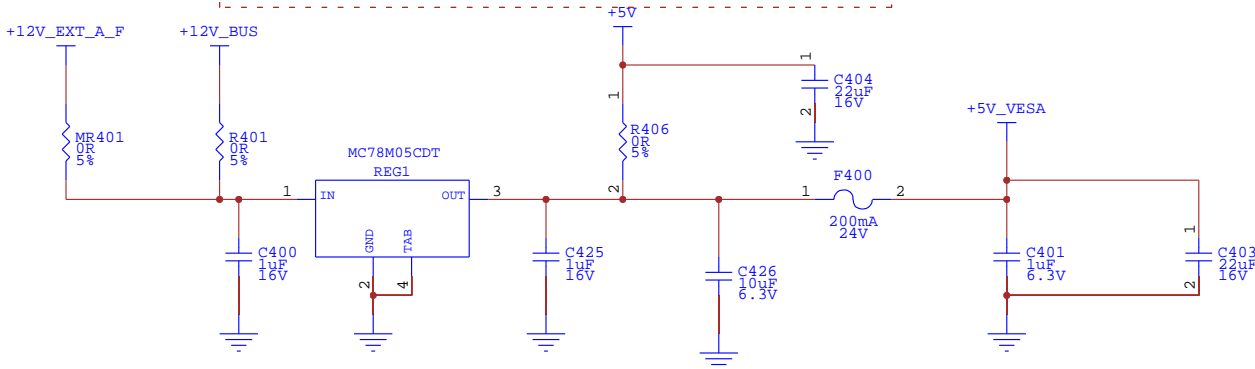 +5V
+12V_EXT_A_F
+12V_BUS
1
C404
22uF
16V
2
+5V_VESA
1
R406
0R
5%
2
MR401
0R
5%
R401
0R
5%
MC78M05CDT
REG1
1
IN
OUT
3
GND
TAB
2
4
F400
1
2
200mA
24V
C400
1uF
16V
C425
1uF
16V
C426
10uF
6.3V
C401
1uF
6.3V
1
C403
22uF
16V
2